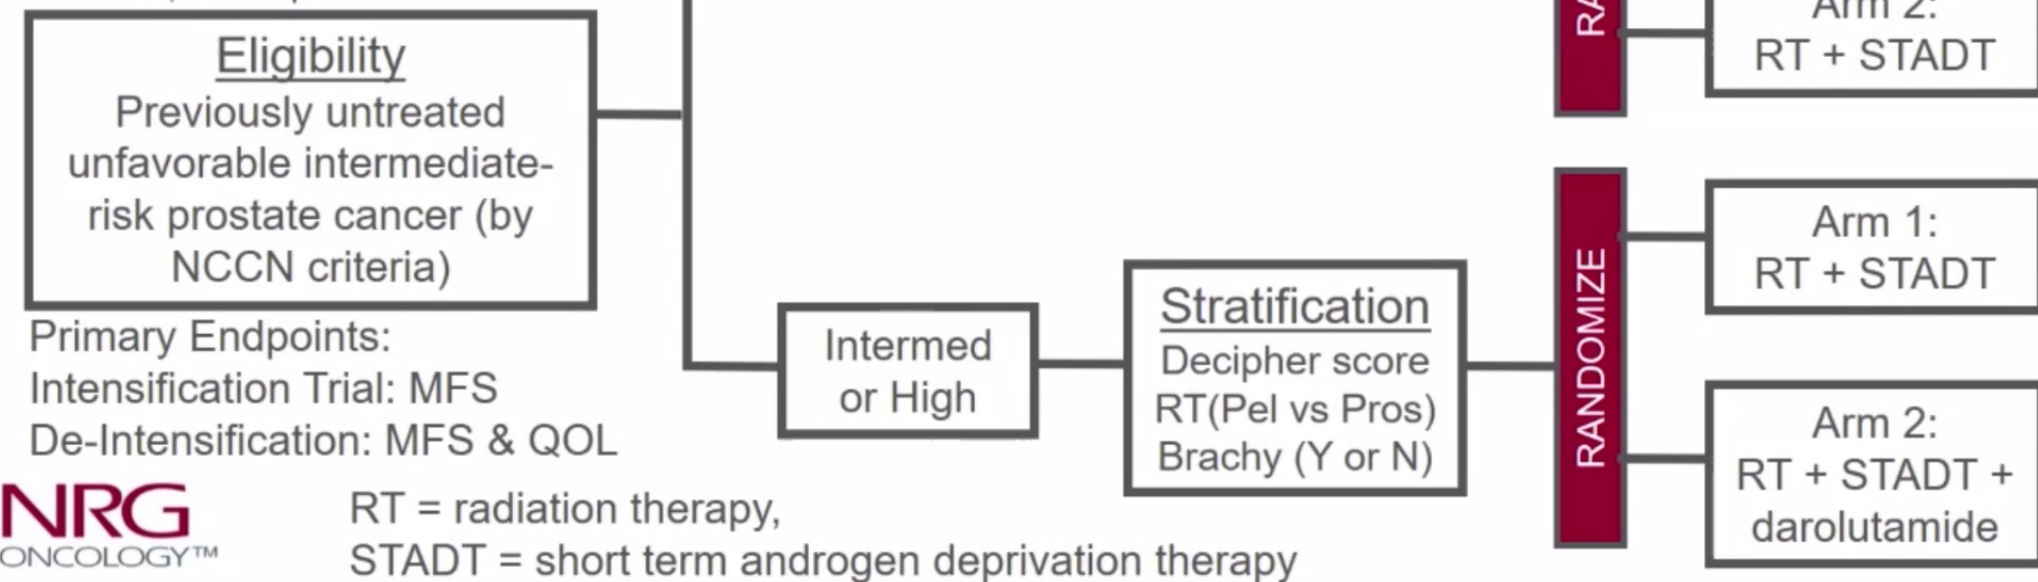 Eligibility
Previously untreated
unfavorable intermediate-
risk prostate cancer (by
NCCN criteria)
Primary Endpoints:
Intensification Trial: MFS
De-Intensification: MFS & QOL
NRG
ONCOLOGY™
RT = radiation therapy,
STADT = short term androgen deprivation therapy
Intermed
or High
Stratification
Decipher score
RT(Pel vs Pros)
Brachy (Y or N)
RA
Arm 2:
RT + STADT
RANDOMIZE
Arm 1:
RT + STADT
Arm 2:
RT + STADT +
darolutamide